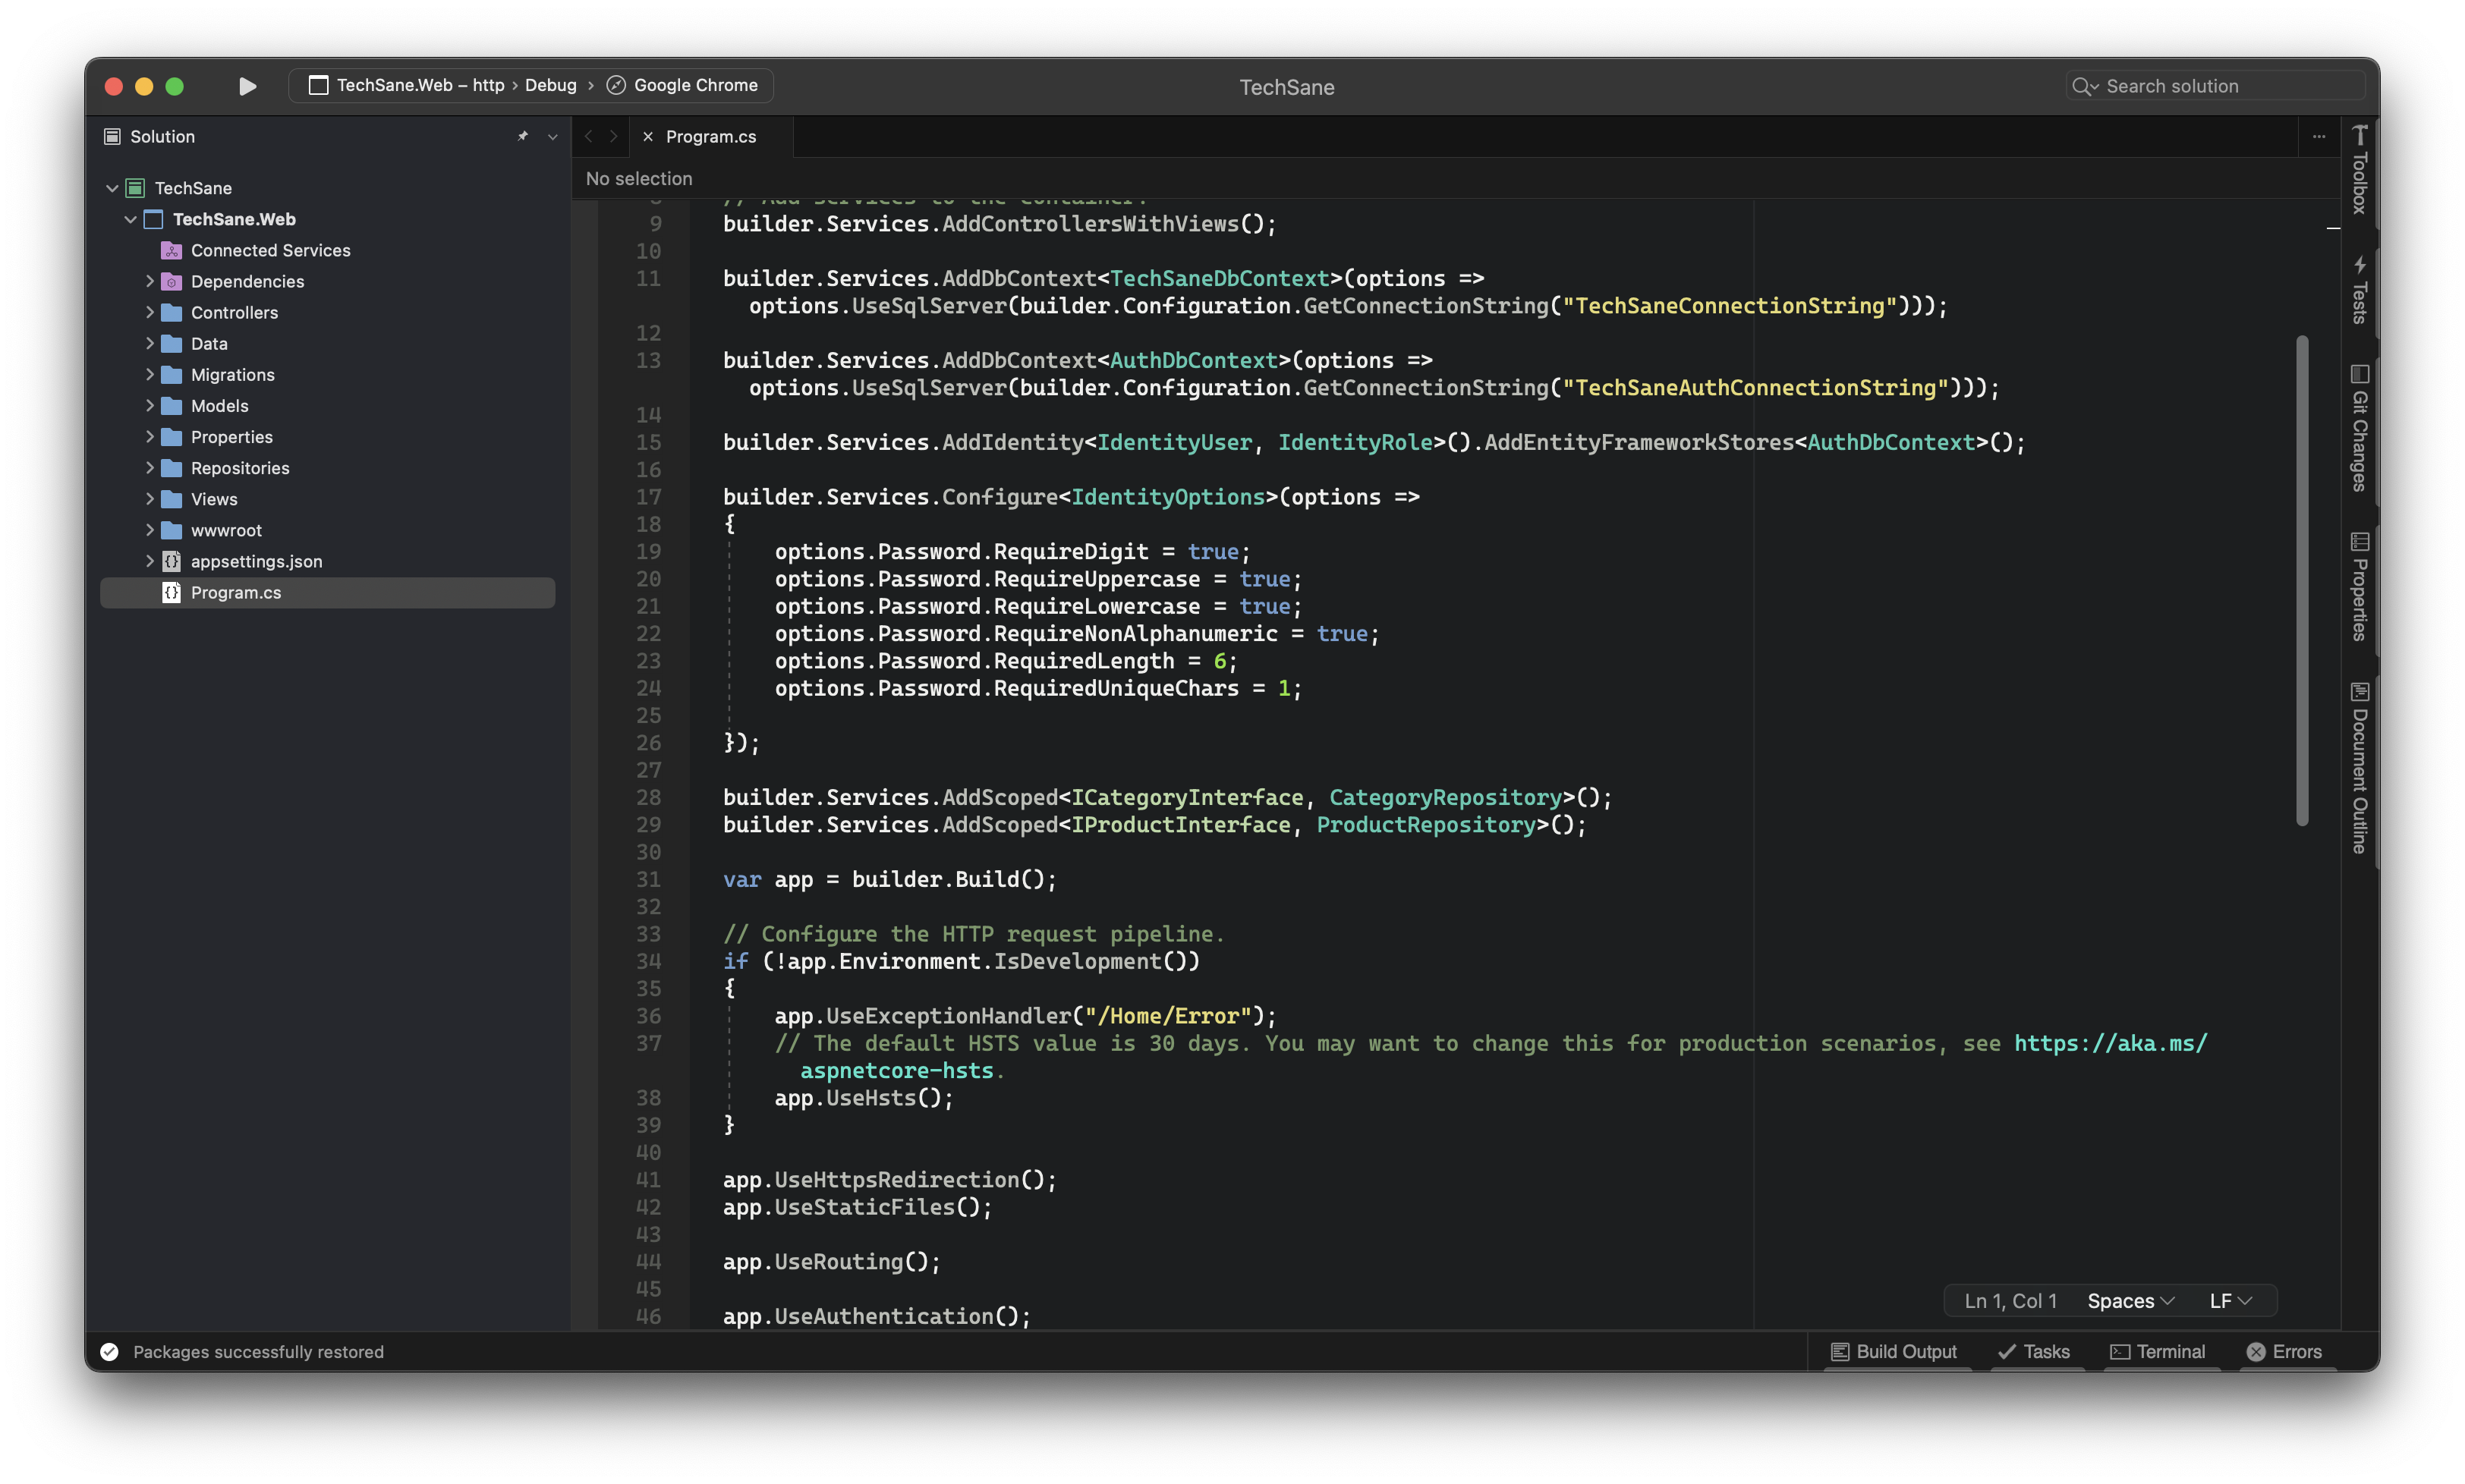 TechSane.Web – http › Debug › Google Chrome
TechSane
Search solution
Solution
TechSane
TechSane.Web
Connected Services
Dependencies
Controllers
Data
Migrations
Models
Properties
Repositories
Views
wwwroot
appsettings.json
Program.cs
Program.cs
No selection
8 // Add services to the container.
9 builder.Services.AddControllersWithViews();
10
11 builder.Services.AddDbContext<TechSaneDbContext>(options =>
options.UseSqlServer(builder.Configuration.GetConnectionString("TechSaneConnectionString")));
12
13 builder.Services.AddDbContext<AuthDbContext>(options =>
options.UseSqlServer(builder.Configuration.GetConnectionString("TechSaneAuthConnectionString")));
14
15 builder.Services.AddIdentity<IdentityUser, IdentityRole>().AddEntityFrameworkStores<AuthDbContext>();
16
17 builder.Services.Configure<IdentityOptions>(options =>
18 {
19 options.Password.RequireDigit = true;
20 options.Password.RequireUppercase = true;
21 options.Password.RequireLowercase = true;
22 options.Password.RequireNonAlphanumeric = true;
23 options.Password.RequiredLength = 6;
24 options.Password.RequiredUniqueChars = 1;
25
26 });
27
28 builder.Services.AddScoped<ICategoryInterface, CategoryRepository>();
29 builder.Services.AddScoped<IProductInterface, ProductRepository>();
30
31 var app = builder.Build();
32
33 // Configure the HTTP request pipeline.
34 if (!app.Environment.IsDevelopment())
35 {
36 app.UseExceptionHandler("/Home/Error");
37 // The default HSTS value is 30 days. You may want to change this for production scenarios, see https://aka.ms/
aspnetcore-hsts.
38 app.UseHsts();
39 }
40
41 app.UseHttpsRedirection();
42 app.UseStaticFiles();
43
44 app.UseRouting();
45
46 app.UseAuthentication();
Ln 1, Col 1 Spaces LF
Toolbox
Tests
Git Changes
Properties
Document Outline
Packages successfully restored
Build Output
Tasks
Terminal
Errors